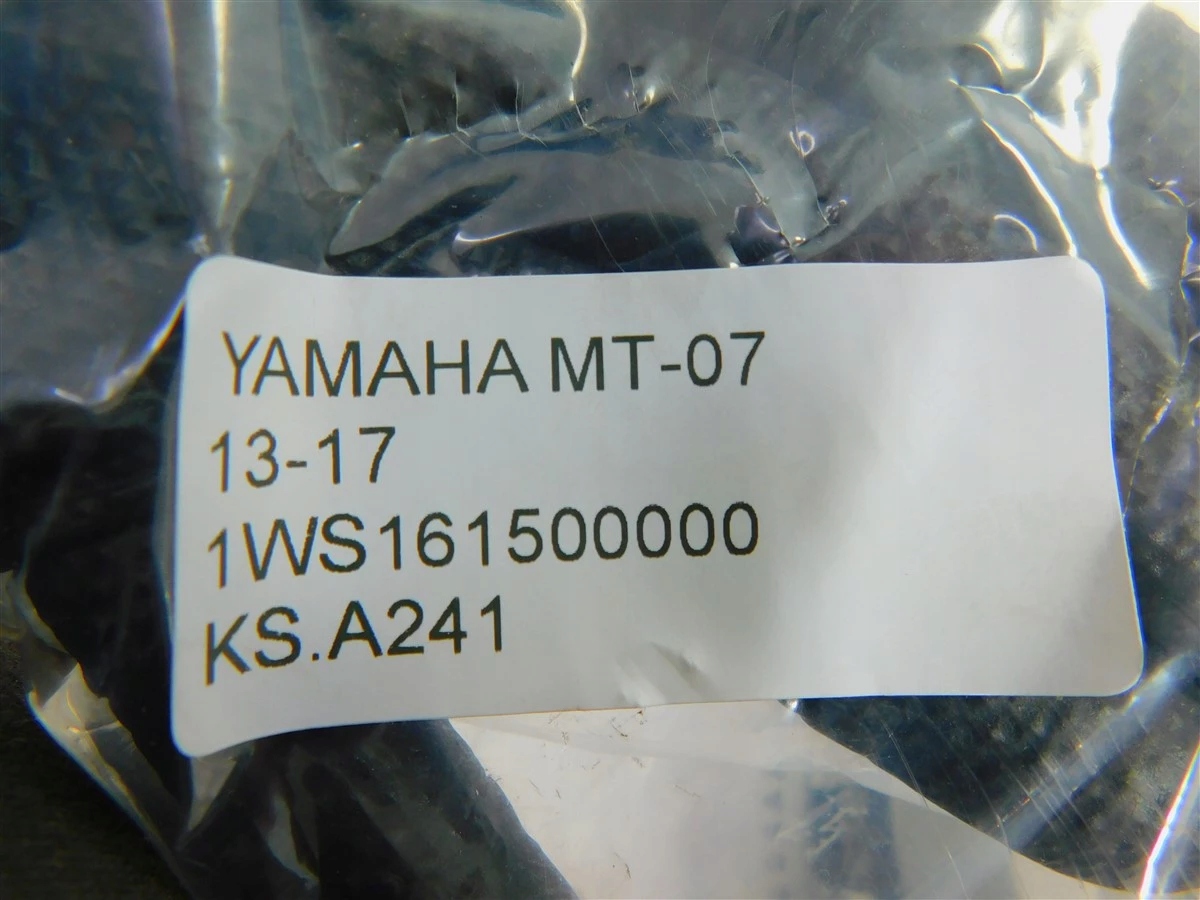 YAMAHA MT-07
13-17
1WS161500000
KS.A241